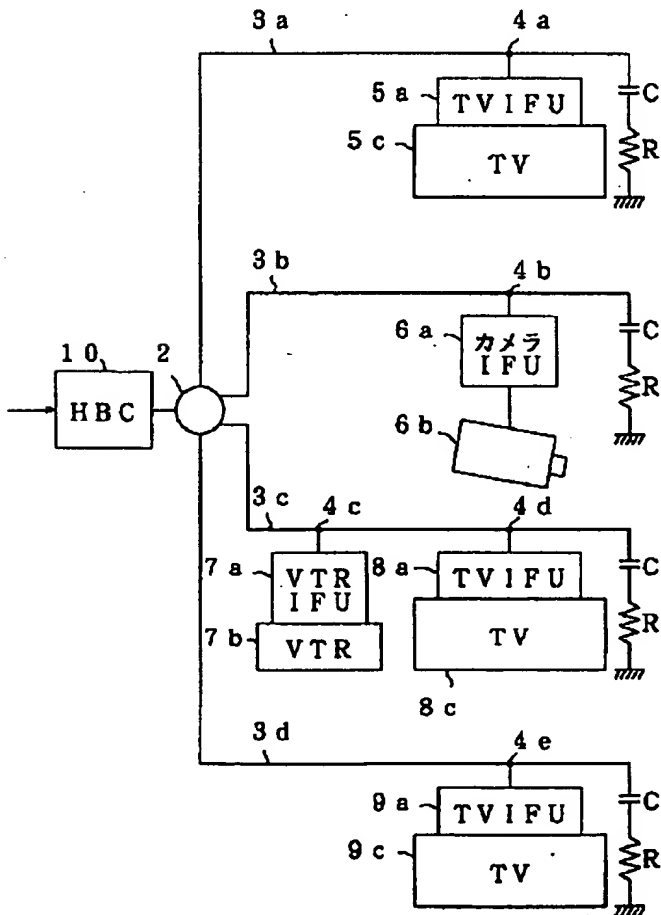 3a
4a
5a
TVIFU
C
5c
TV
R
3b
4b
6a
カメラ
IFU
C
R
10
2
HBC
6b
3c
4c
4d
7a
VTR
IFU
8a
TVIFU
C
7b
VTR
TV
R
8c
3d
4e
9a
TVIFU
C
9c
TV
R